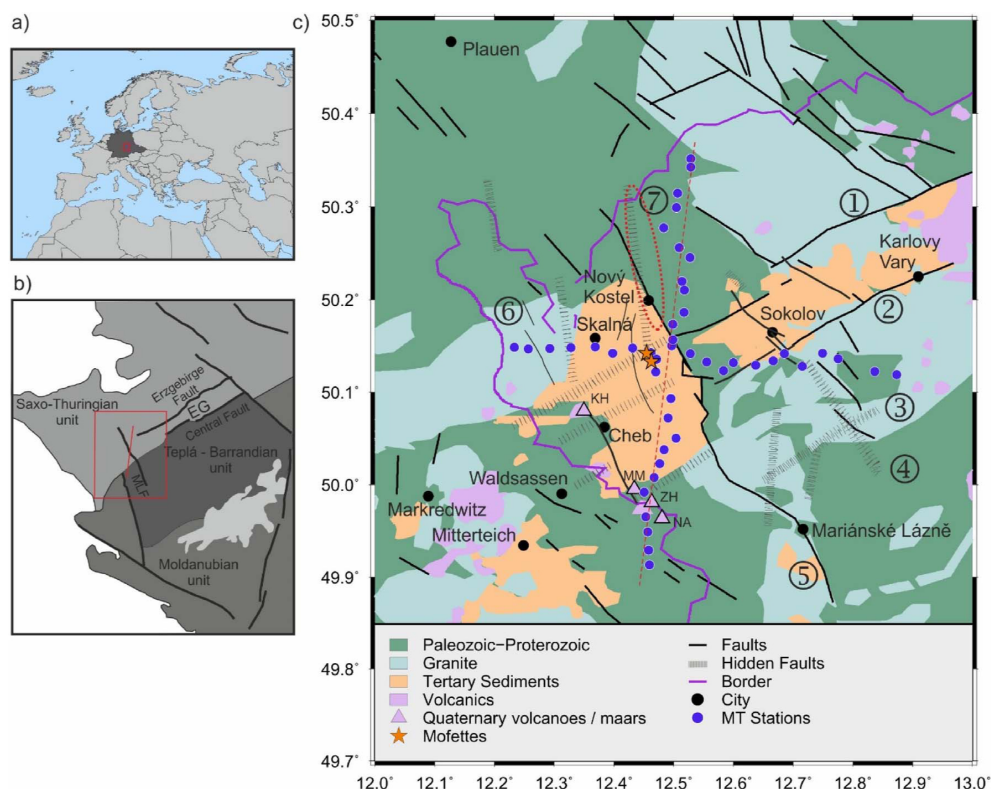 a)
b)
Saxo-Thuringian
unit
Erzgebirge
Fault
EG
Central Fault
Teplá - Barrandian
unit
MLF
Moldanubian
unit
c)
50.5°
50.4°
50.3°
50.2°
50.1°
50.0°
49.9°
49.8°
49.7°
Plauen
①
⑦
Karlovy
Vary
Nový
Kostel
Skalná
Sokolov
②
⑥
③
KH
Cheb
④
MM
Waldsassen
ZH
Markredwitz
NA
Mitterteich
Mariánské Lázně
⑤
Paleozoic−Proterozoic
Granite
Tertary Sediments
Volcanics
Quaternary volcanoes / maars
Mofettes
Faults
Hidden Faults
Border
City
MT Stations
12.0 12.1 12.2 12.3 12.4 12.5 12.6 12.7 12.8 12.9 13.0